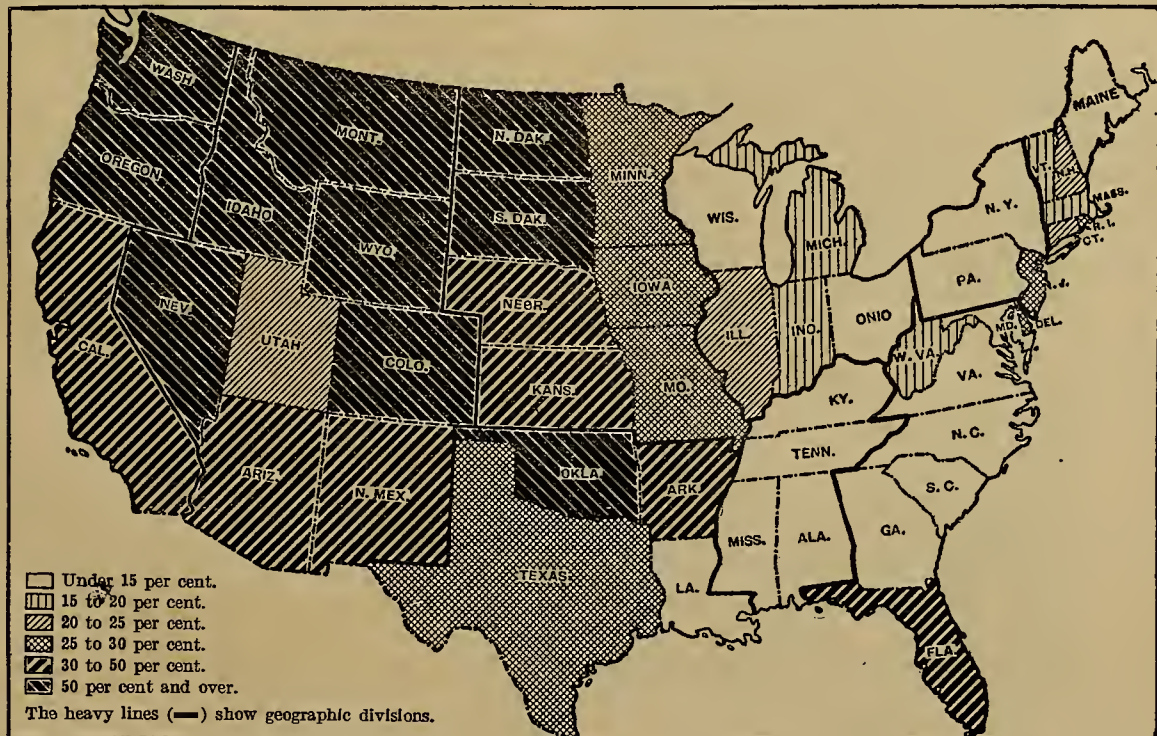 WASH
MONT.
N. DAK.
MINN.
MAINE
OREGON
IDAHO
S. DAK.
WIS.
MICH.
N.Y.
VT.
N.H.
MASS.
R.I.
CT.
WYO.
NEBR.
IOWA
PA.
N.J.
NEV.
UTAH
COLO.
ILL.
IND.
OHIO
MD.
DEL.
W. VA.
VA.
CAL.
KANS.
MO.
KY.
N.C.
TENN.
ARIZ.
N. MEX.
OKLA.
ARK.
S.C.
MISS.
ALA.
GA.
TEXAS
LA.
FLA.
Under 15 per cent.
15 to 20 per cent.
20 to 25 per cent.
25 to 30 per cent.
30 to 50 per cent.
50 per cent and over.
The heavy lines (—) show geographic divisions.